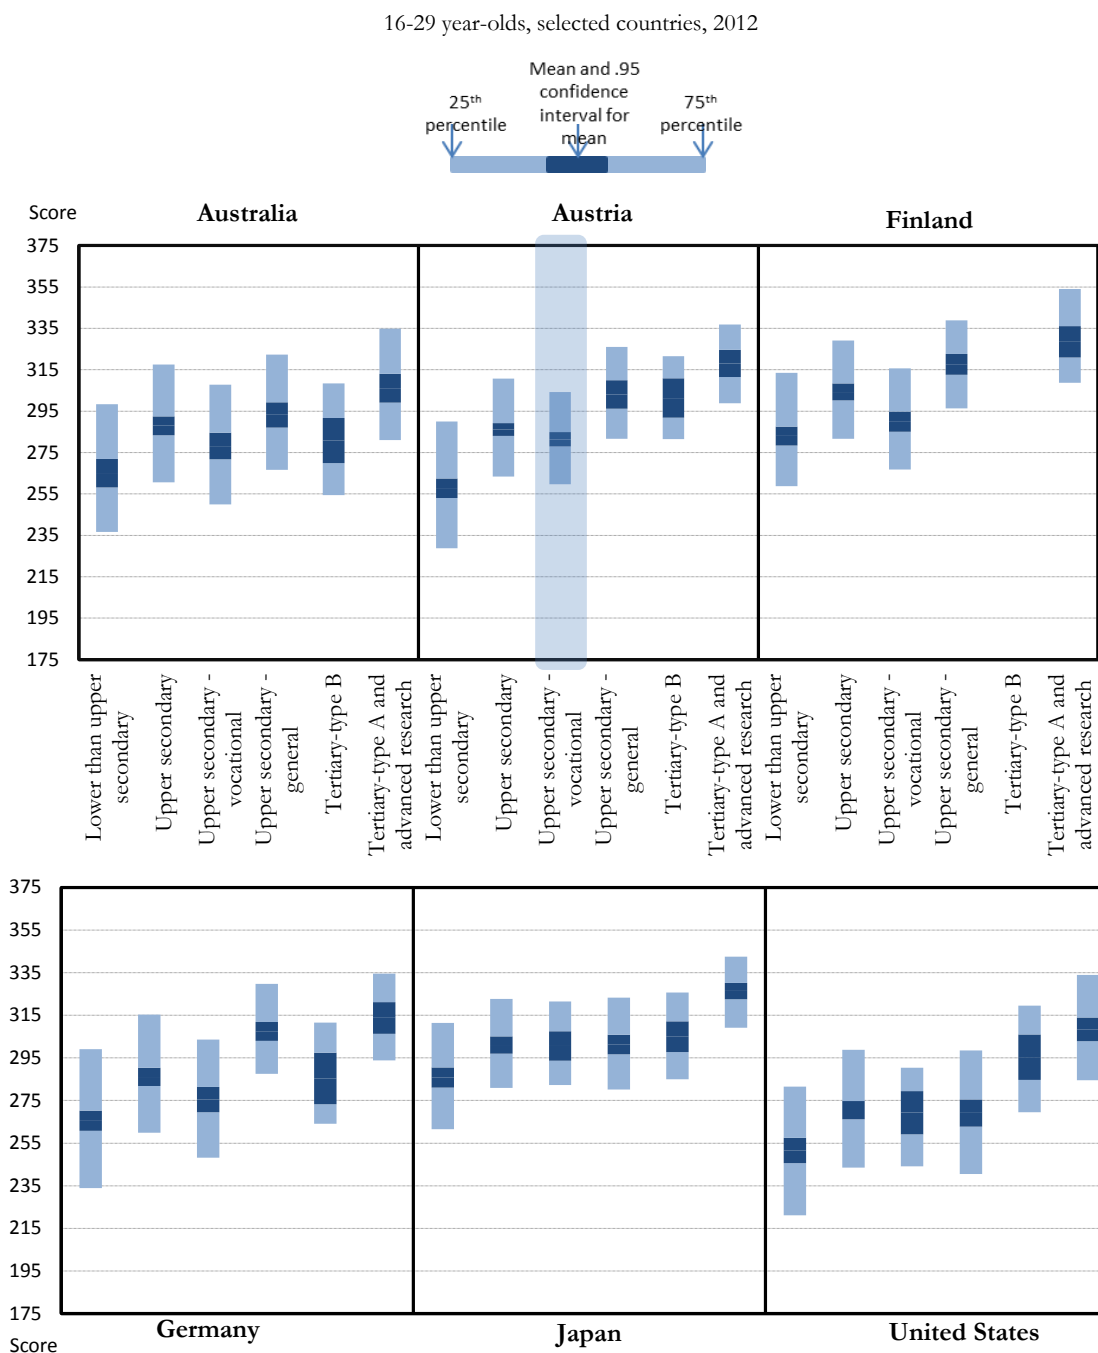 16-29 year-olds, selected countries, 2012
Mean and .95
confidence
interval for
mean
25th
percentile
75th
percentile
Score
Australia
Austria
Finland
375
355
335
315
295
275
255
235
215
195
175
Lower than upper
secondary
Upper secondary
Upper secondary -
vocational
Upper secondary -
general
Tertiary-type B
Tertiary-type A and
advanced research
Lower than upper
secondary
Upper secondary
Upper secondary -
vocational
Upper secondary -
general
Tertiary-type B
Tertiary-type A and
advanced research
Lower than upper
secondary
Upper secondary
Upper secondary -
vocational
Upper secondary -
general
Tertiary-type B
Tertiary-type A and
advanced research
375
355
335
315
295
275
255
235
215
195
175
Score
Germany
Japan
United States